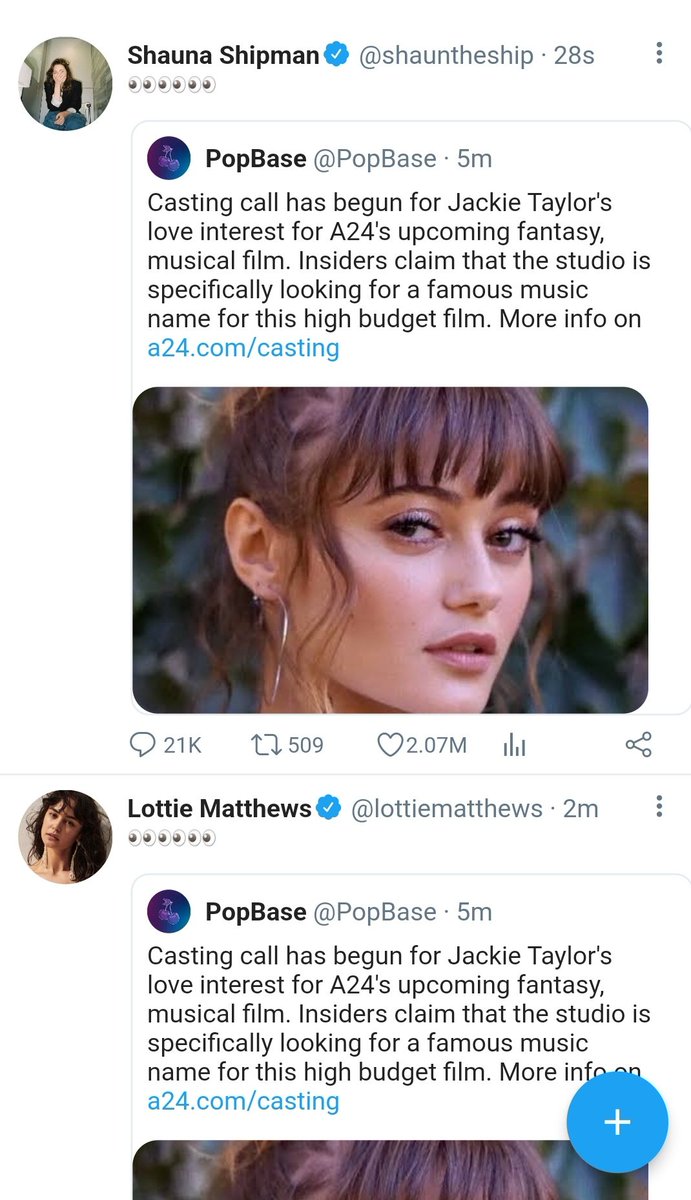 Shauna Shipman @shauntheship · 28s
👀👀👀
PopBase @PopBase · 5m
Casting call has begun for Jackie Taylor's
love interest for A24's upcoming fantasy,
musical film. Insiders claim that the studio is
specifically looking for a famous music
name for this high budget film. More info on
a24.com/casting
21K 509 2.07M
Lottie Matthews @lottiematthews · 2m
👀👀👀
PopBase @PopBase · 5m
Casting call has begun for Jackie Taylor's
love interest for A24's upcoming fantasy,
musical film. Insiders claim that the studio is
specifically looking for a famous music
name for this high budget film. More info on
a24.com/casting